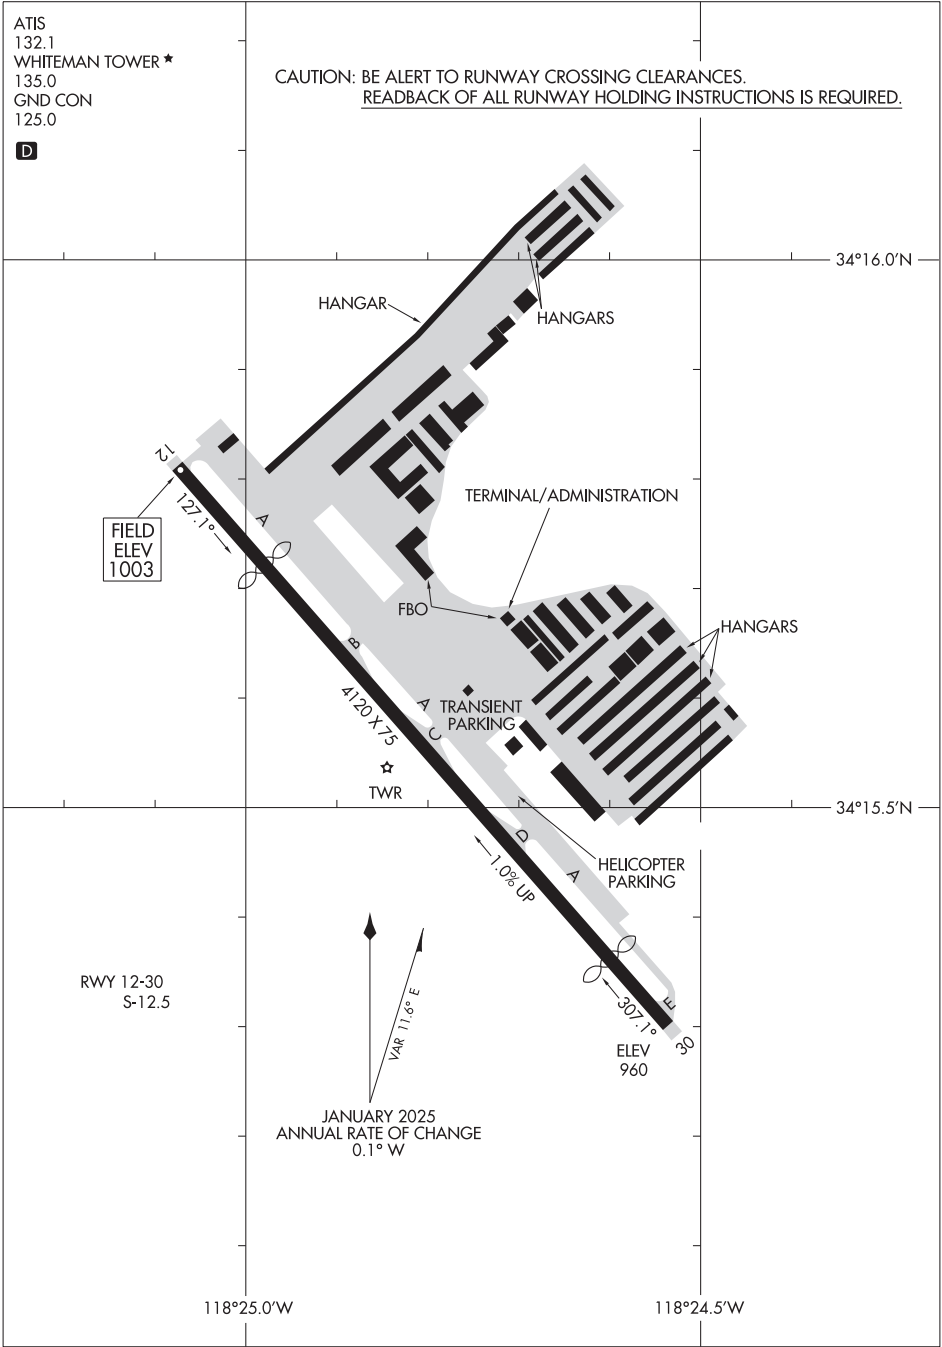 ATIS
132.1
WHITEMAN TOWER ★
135.0
GND CON
125.0
D
CAUTION: BE ALERT TO RUNWAY CROSSING CLEARANCES.
READBACK OF ALL RUNWAY HOLDING INSTRUCTIONS IS REQUIRED.
34°16.0'N
HANGAR
HANGARS
12
127.1°
A
FIELD
ELEV
1003
TERMINAL/ADMINISTRATION
FBO
HANGARS
B
4120 X 75
A
C
TRANSIENT
PARKING
TWR
34°15.5'N
D
1.0% UP
A
HELICOPTER
PARKING
RWY 12-30
S-12.5
VAR 11.6° E
307.1°
E
30
ELEV
960
JANUARY 2025
ANNUAL RATE OF CHANGE
0.1° W
118°25.0'W
118°24.5'W